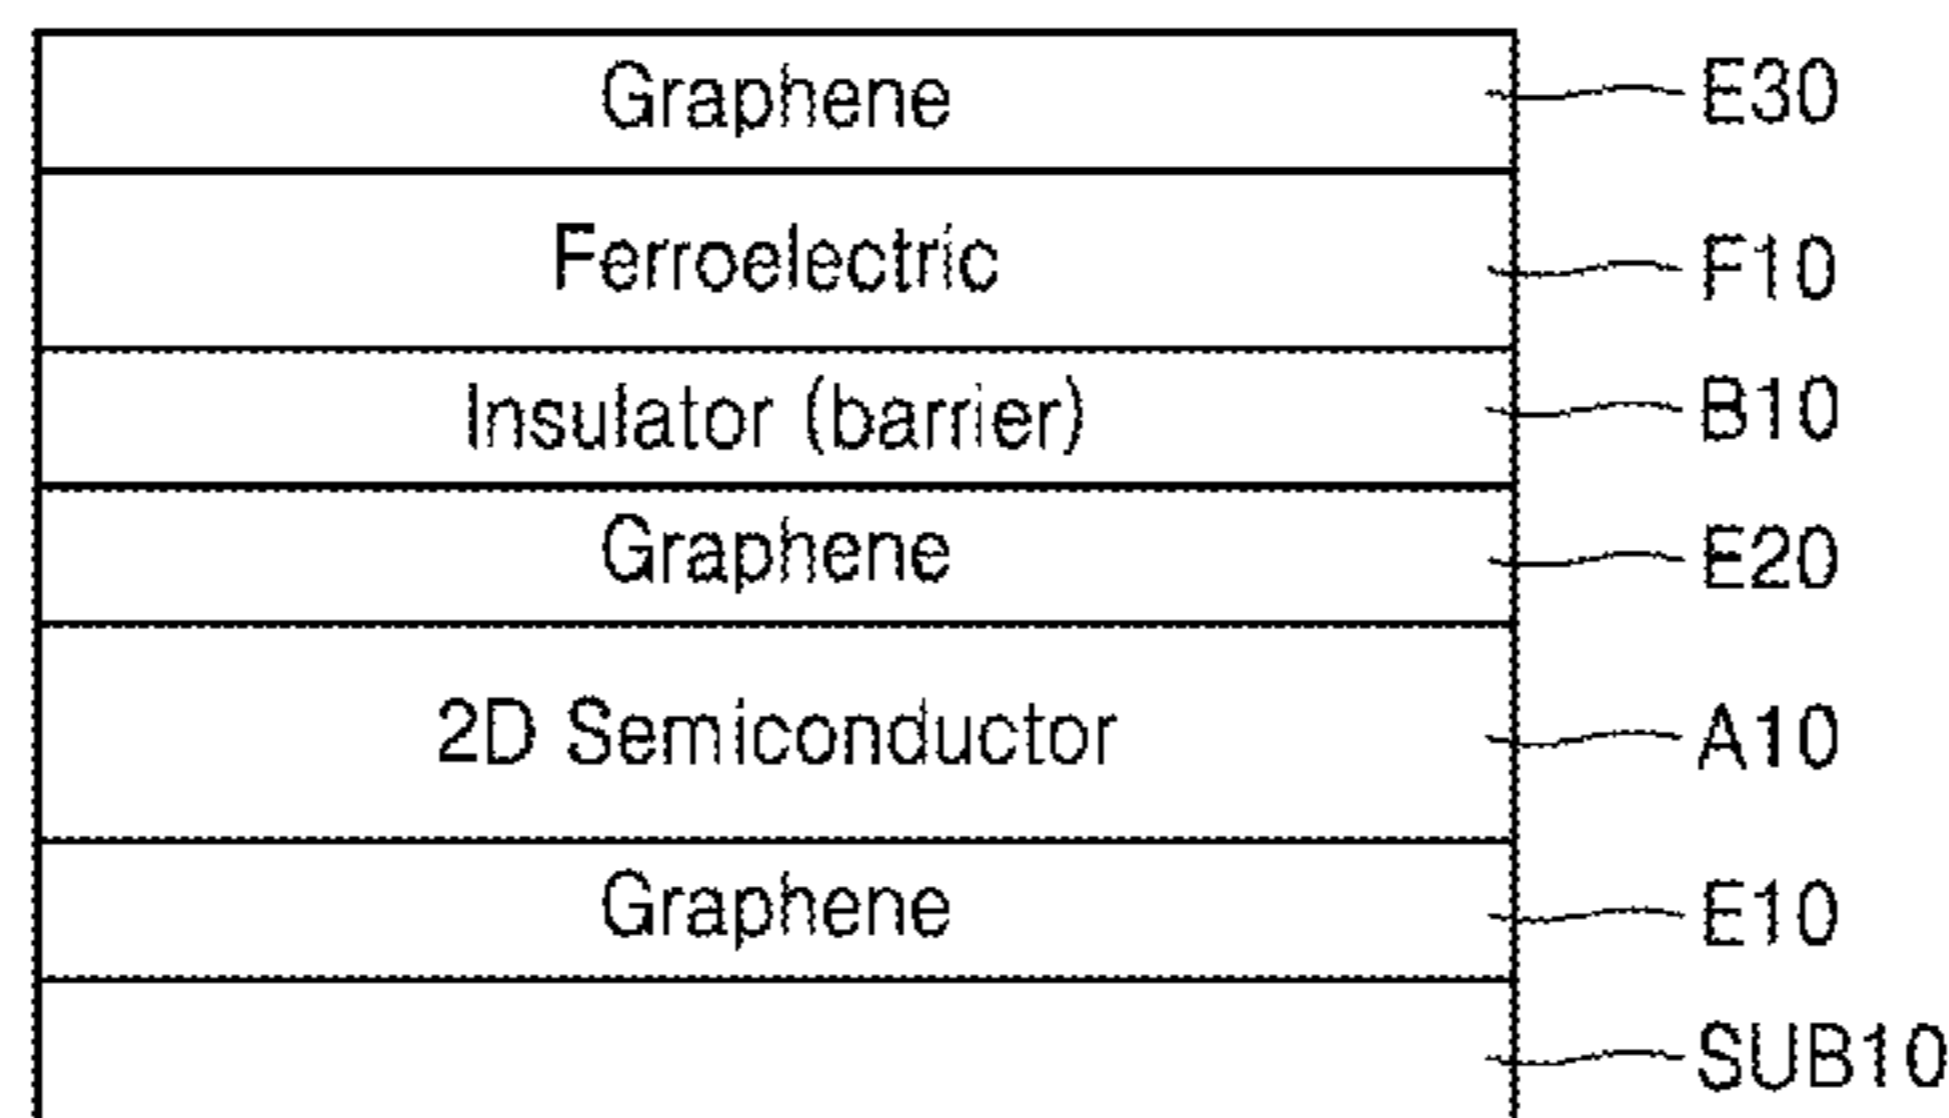 Graphene E30
Ferroelectric F10
Insulator (barrier) B10
Graphene E20
2D Semiconductor A10
Graphene E10
SUB10